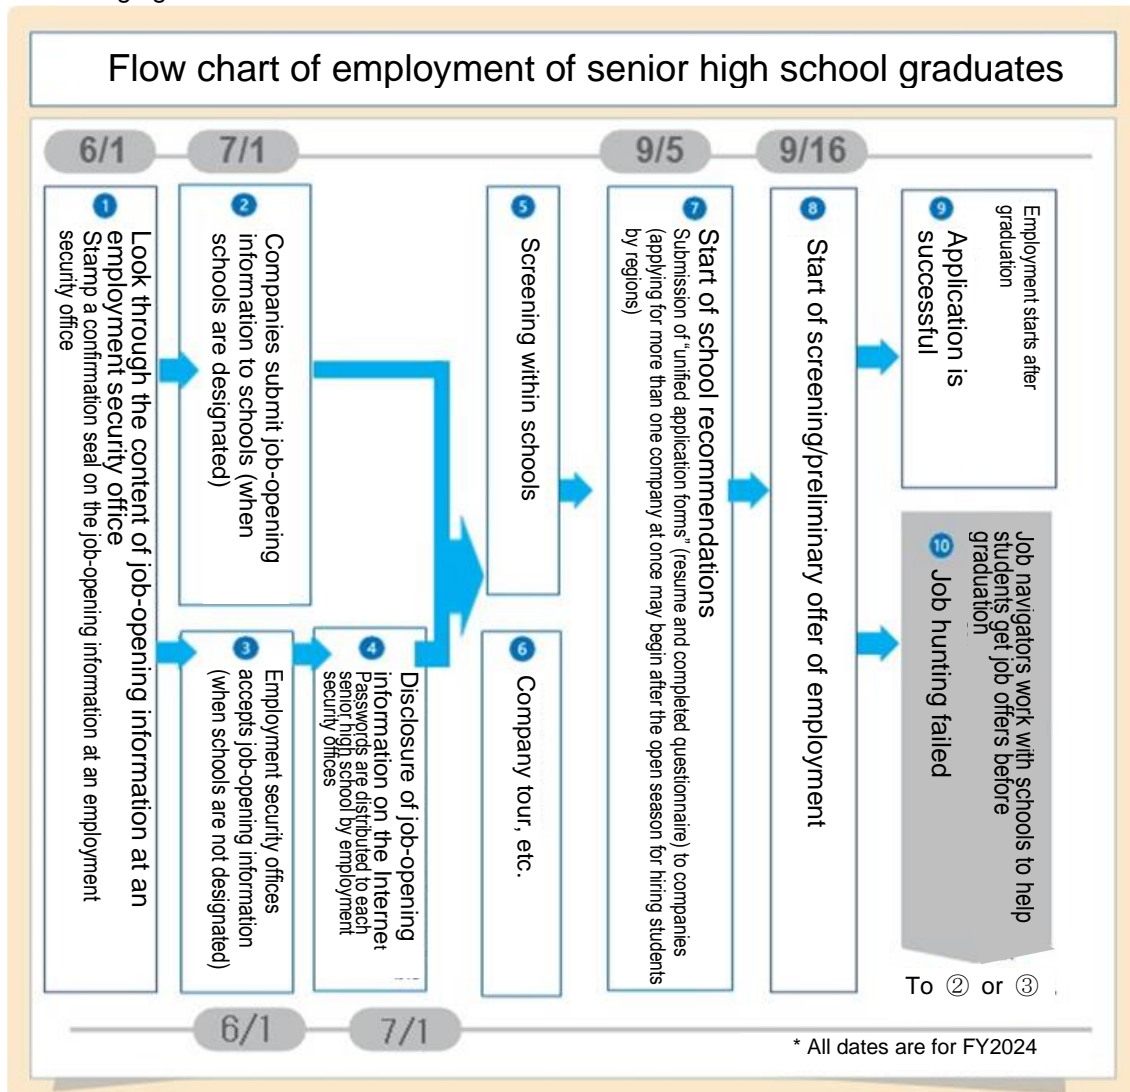 Flow chart of employment of senior high school graduates
6/1
7/1
9/5
9/16
1
Look through the content of job-opening information at an
employment security office
Stamp a confirmation seal on the job-opening information at an employment
security office
2
Companies submit job-opening
information to schools (when
schools are designated)
3
Employment security offices
accepts job-opening information
(when schools are not designated)
4
Disclosure of job-opening
information on the Internet
Passwords are distributed to each
senior high school by employment
security offices
5
Screening within schools
6
Company tour, etc.
7
Start of school recommendations
Submission of "unified application forms" (resume and completed questionnaire) to companies
(applying for more than one company at once may begin after the open season for hiring students
by regions)
8
Start of screening/preliminary offer of employment
Employment starts after
graduation
9
Application is
successful
Job navigators work with schools to help
students get job offers before
graduation
10
Job hunting failed
To ② or ③
6/1
7/1
* All dates are for FY2024